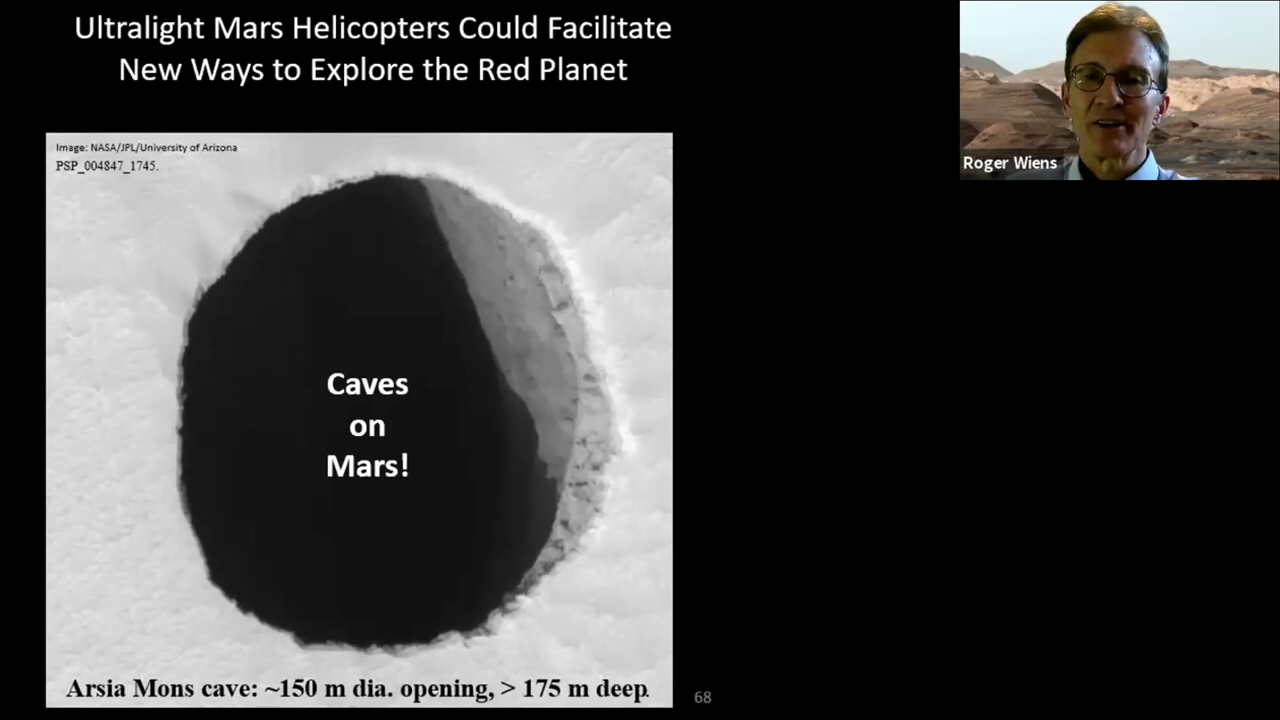 Ultralight Mars Helicopters Could Facilitate
New Ways to Explore the Red Planet
Image: NASA/JPL/University of Arizona
PSP_004847_1745.
Roger Wiens
Caves
on
Mars!
Arsia Mons cave: ~150 m dia. opening, > 175 m deep.
68